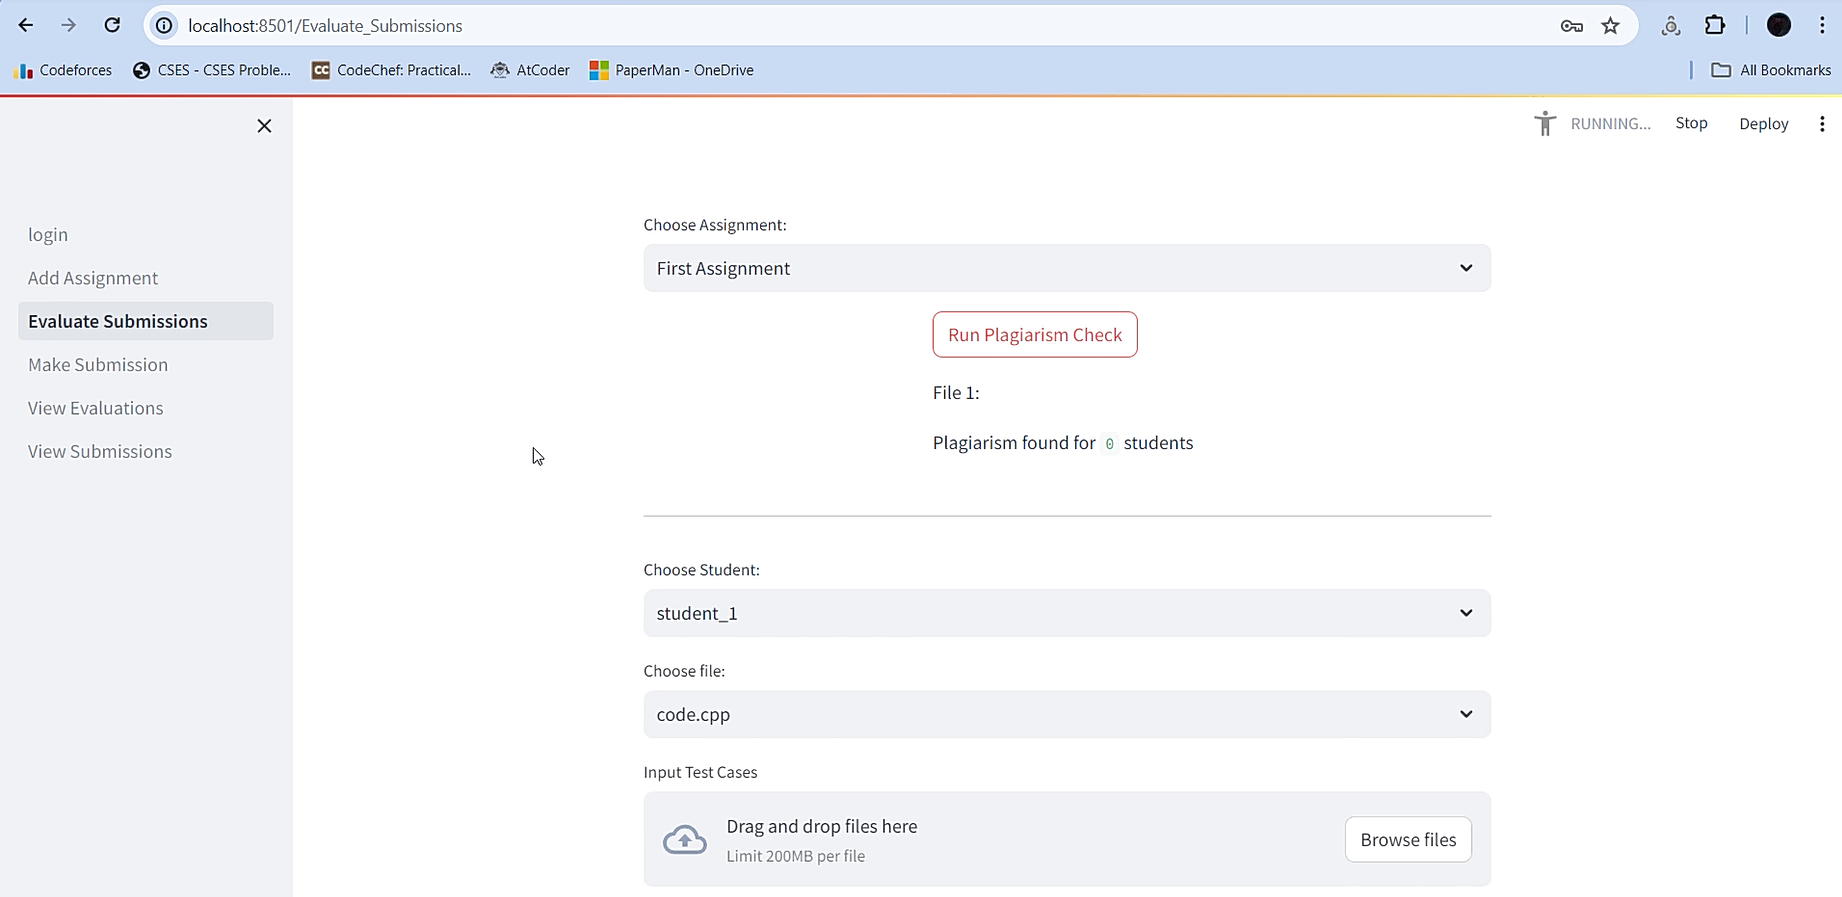 localhost:8501/Evaluate_Submissions
Codeforces
CSES - CSES Proble...
CC
CodeChef: Practical...
AtCoder
PaperMan - OneDrive
All Bookmarks
RUNNING...
Stop
Deploy
login
Add Assignment
Evaluate Submissions
Make Submission
View Evaluations
View Submissions
Choose Assignment:
First Assignment
Run Plagiarism Check
File 1:
Plagiarism found for 0 students
Choose Student:
student_1
Choose file:
code.cpp
Input Test Cases
Drag and drop files here
Limit 200MB per file
Browse files